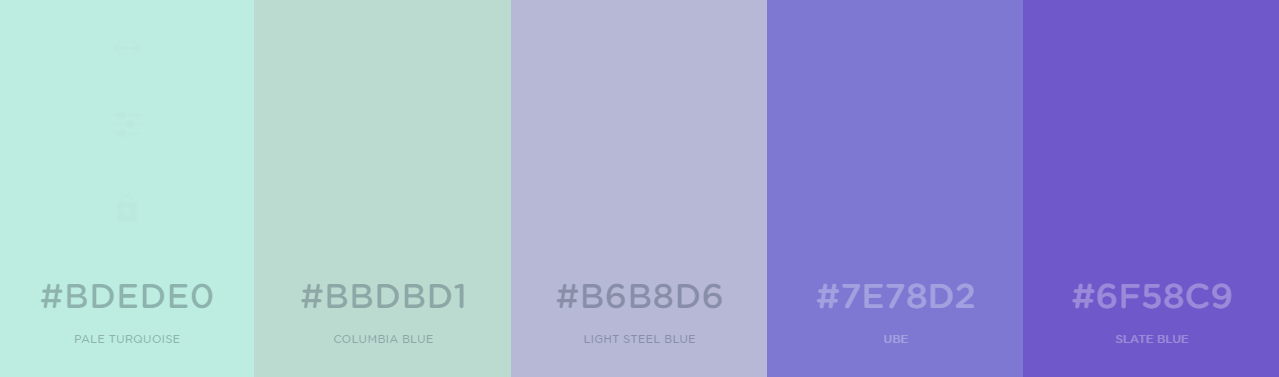 #BDEDE0
PALE TURQUOISE
#BBDBD1
COLUMBIA BLUE
#B6B8D6
LIGHT STEEL BLUE
#7E78D2
UBE
#6F58C9
SLATE BLUE